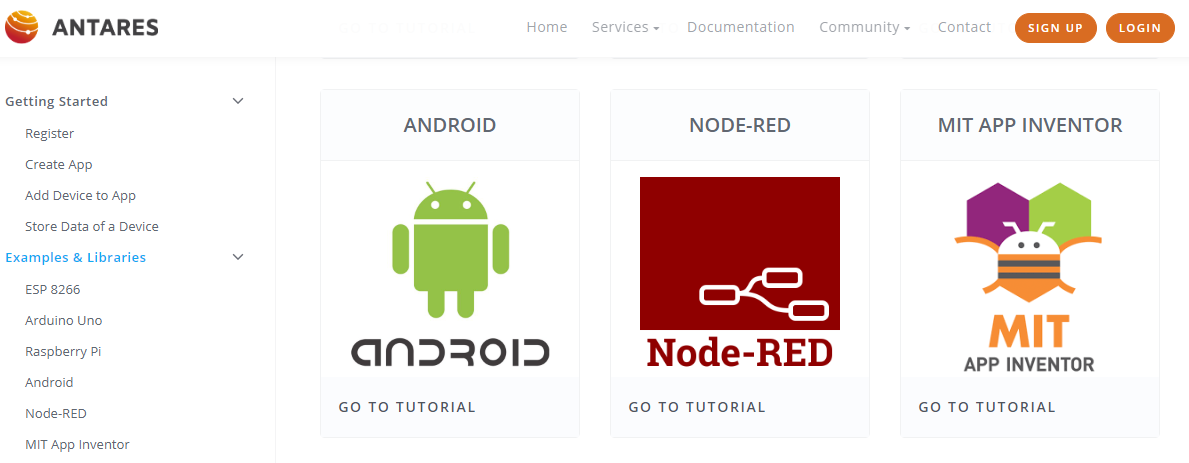 ANTARES
Home Services Documentation Community Contact SIGN UP LOGIN
Getting Started
Register
Create App
Add Device to App
Store Data of a Device
Examples & Libraries
ESP 8266
Arduino Uno
Raspberry Pi
Android
Node-RED
MIT App Inventor
ANDROID
ANDROID
GO TO TUTORIAL
NODE-RED
Node-RED
GO TO TUTORIAL
MIT APP INVENTOR
MIT
APP INVENTOR
GO TO TUTORIAL